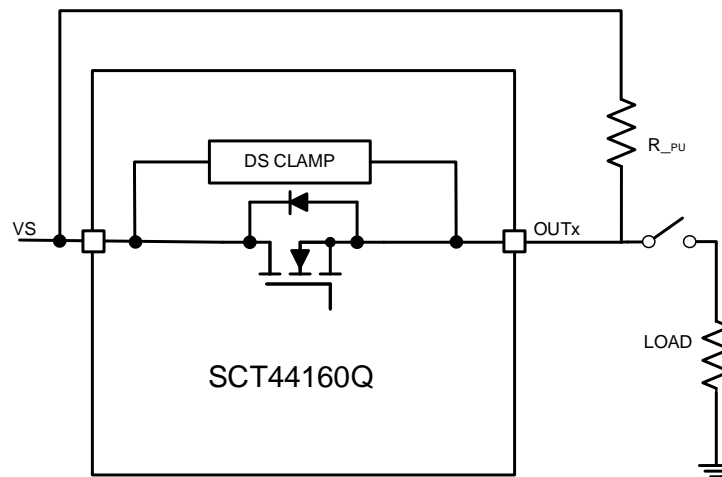 DS CLAMP
R_PU
VS
OUTx
LOAD
SCT44160Q